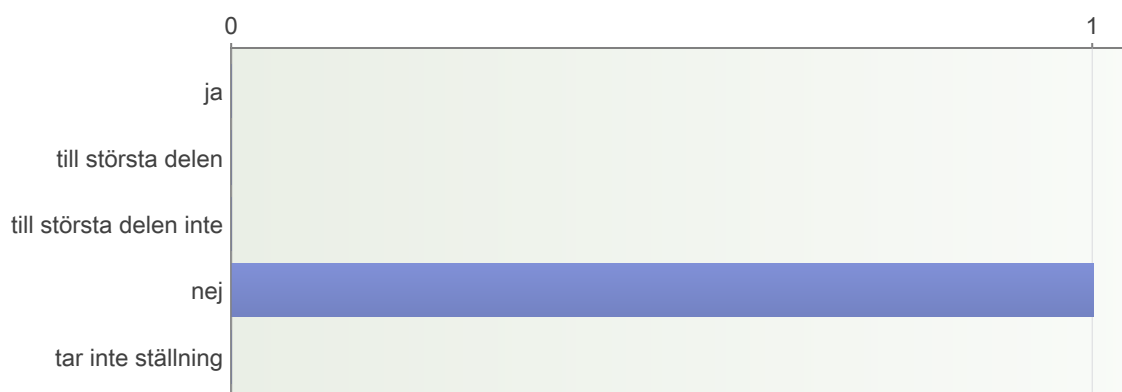 0 1
ja
till största delen
till största delen inte
nej
tar inte ställning